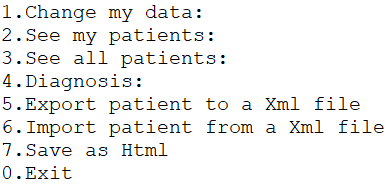 1.Change my data:
2.See my patients:
3.See all patients:
4.Diagnosis:
5.Export patient to a Xml file
6.Import patient from a Xml file
7.Save as Html
0.Exit